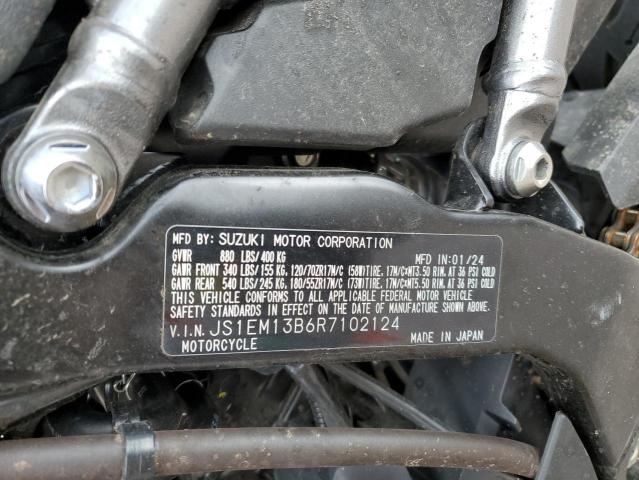 MFD BY: SUZUKI MOTOR CORPORATION
GVWR 880 LBS/400 KG MFD IN:01/24
GAWR FRONT 340 LBS/155 KG, 120/70ZR17M/C (58W)TIRE, 17M/C×MT3.50 RIM, AT 36 PSI COLD
GAWR REAR 540 LBS/245 KG, 180/55ZR17M/C (73W)TIRE, 17M/C×MT5.50 RIM, AT 36 PSI COLD
THIS VEHICLE CONFORMS TO ALL APPLICABLE FEDERAL MOTOR VEHICLE
SAFETY STANDARDS IN EFFECT ON THE DATE OF MANUFACTURE SHOWN ABOVE.
V.I.N. JS1EM13B6R7102124
MOTORCYCLE MADE IN JAPAN